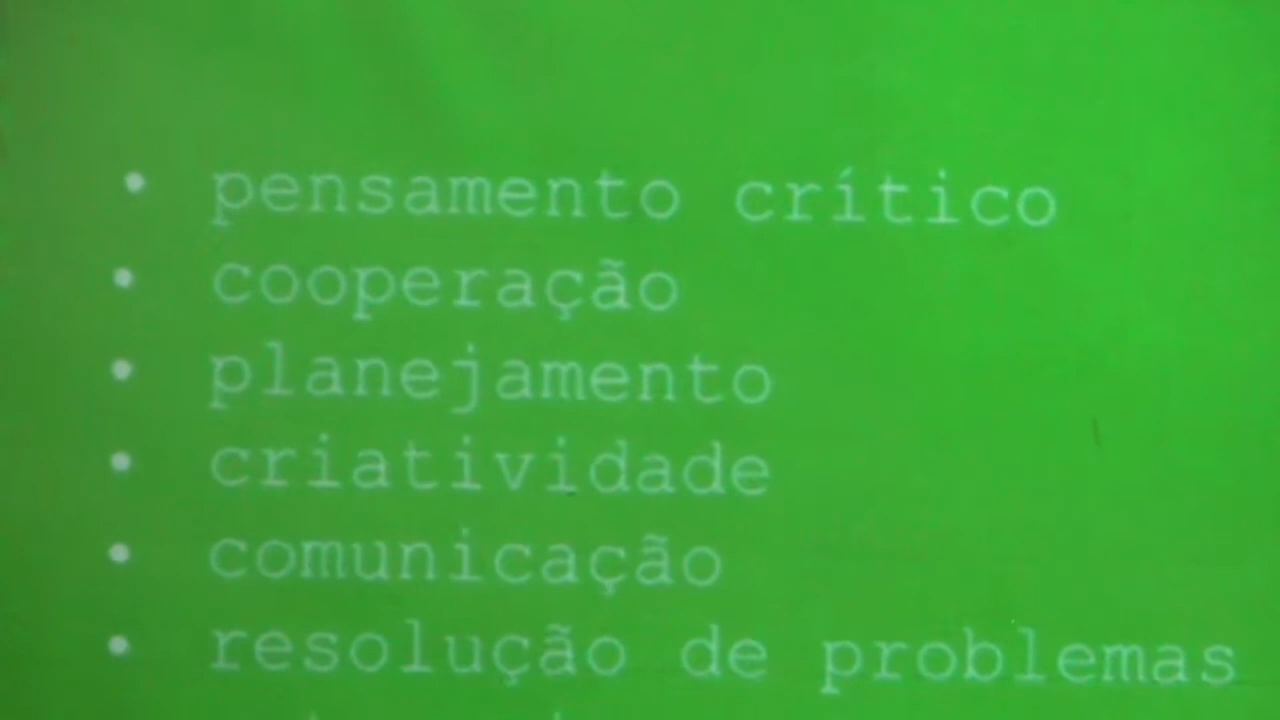 • pensamento crítico
• cooperação
• planejamento
• criatividade
• comunicação
• resolução de problemas